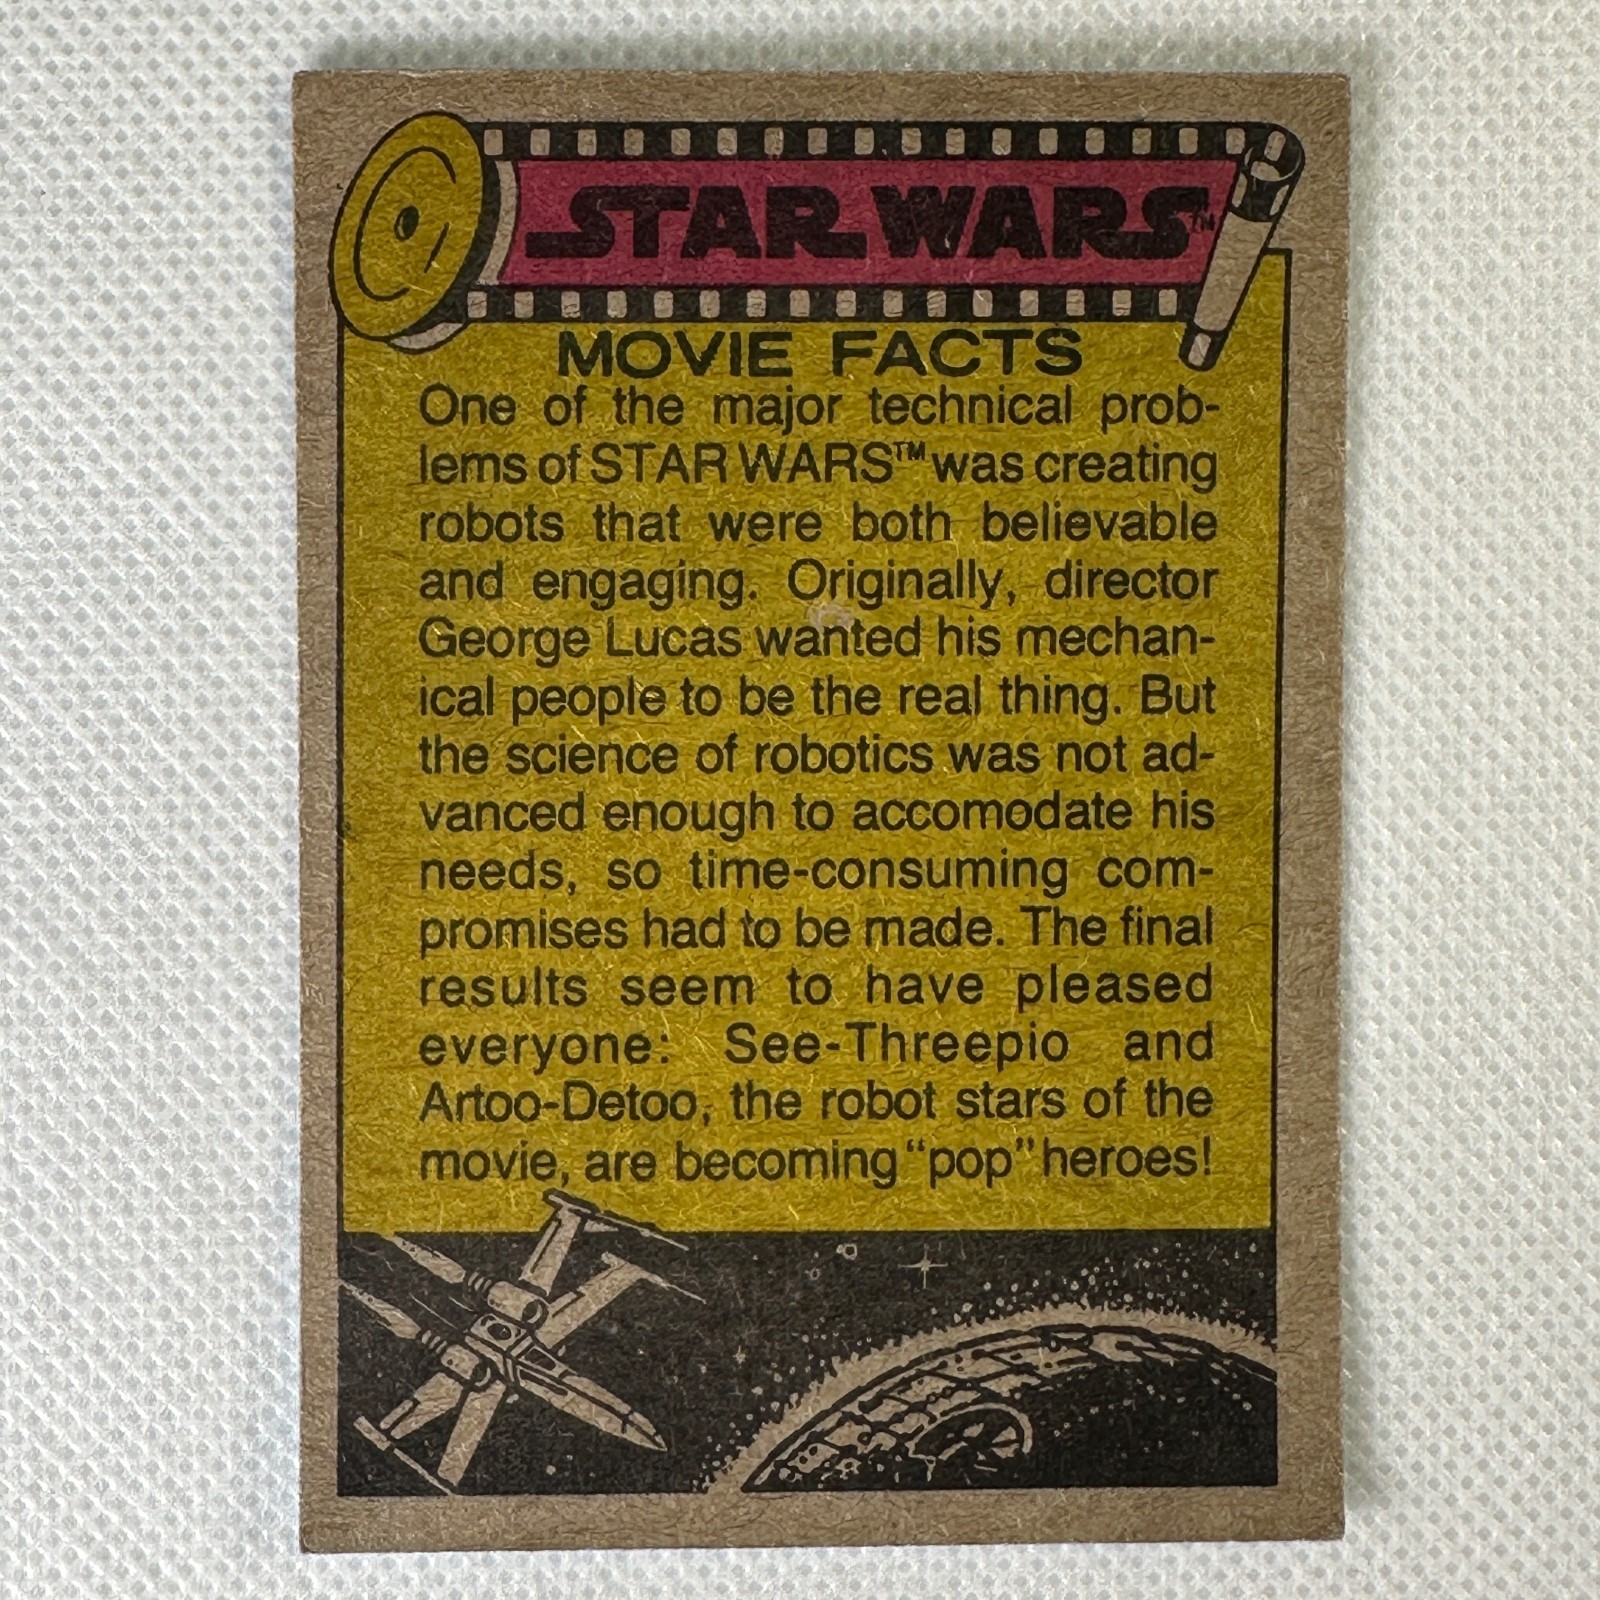 STAR WARS™
MOVIE FACTS
One of the major technical prob-
lems of STAR WARS™ was creating
robots that were both believable
and engaging. Originally, director
George Lucas wanted his mechan-
ical people to be the real thing. But
the science of robotics was not ad-
vanced enough to accomodate his
needs, so time-consuming com-
promises had to be made. The final
results seem to have pleased
everyone: See-Threepio and
Artoo-Detoo, the robot stars of the
movie, are becoming “pop” heroes!